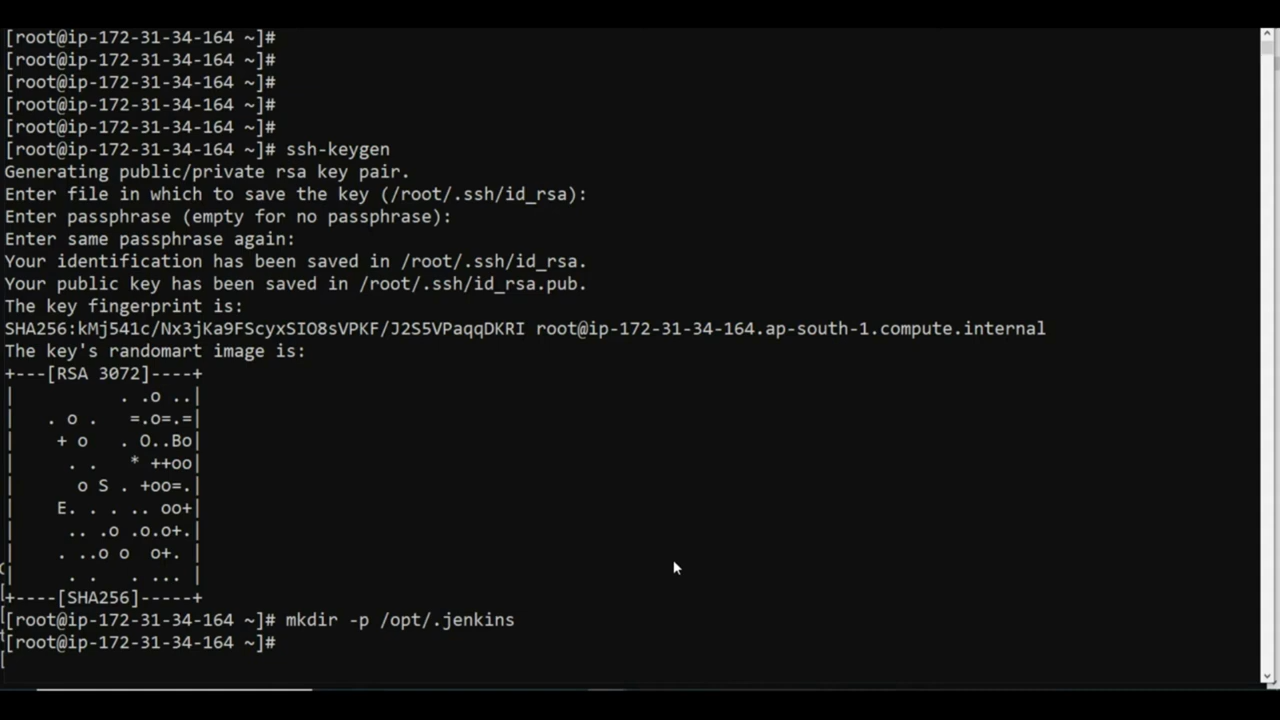 [root@ip-172-31-34-164 ~]#
[root@ip-172-31-34-164 ~]#
[root@ip-172-31-34-164 ~]#
[root@ip-172-31-34-164 ~]#
[root@ip-172-31-34-164 ~]#
[root@ip-172-31-34-164 ~]# ssh-keygen
Generating public/private rsa key pair.
Enter file in which to save the key (/root/.ssh/id_rsa):
Enter passphrase (empty for no passphrase):
Enter same passphrase again:
Your identification has been saved in /root/.ssh/id_rsa.
Your public key has been saved in /root/.ssh/id_rsa.pub.
The key fingerprint is:
SHA256:kMj541c/Nx3jKa9FScyxSIO8sVPKF/J2S5VPaqqDKRI root@ip-172-31-34-164.ap-south-1.compute.internal
The key's randomart image is:
+---[RSA 3072]----+
|          . .o ..|
|   . o .   =.o=.=|
|    + o   . O..Bo|
|     . .   * ++oo|
|      o S . +oo=.|
|    E. . . .. oo+|
|     .. .o .o.o+.|
|    . ..o o  o+. |
|     . .   . ... |
+----[SHA256]-----+
[root@ip-172-31-34-164 ~]# mkdir -p /opt/.jenkins
[root@ip-172-31-34-164 ~]#